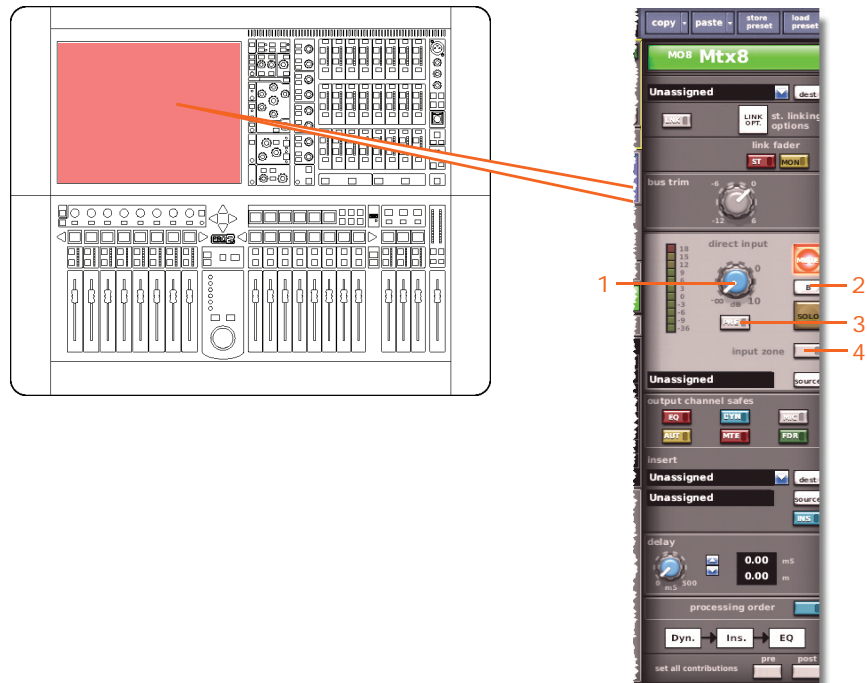 copy
paste
store
preset
load
preset
MO8 Mtx8
Unassigned
dest
LINK
LINK
OPT.
st. linking
options
link fader
ST
MON
bus trim
-6
0
-12
6
direct input
18
15
12
9
6
3
0
-3
-6
-9
-36
0
-∞
dB
10
B
SOLO
1
2
3
4
input zone
Unassigned
source
output channel safes
EQ
DYN
MIC
AUT
MTE
FDR
insert
Unassigned
dest
Unassigned
source
INS
delay
0
500
mS
0.00 mS
0.00 m
processing order
Dyn.
Ins.
EQ
pre
post
set all contributions